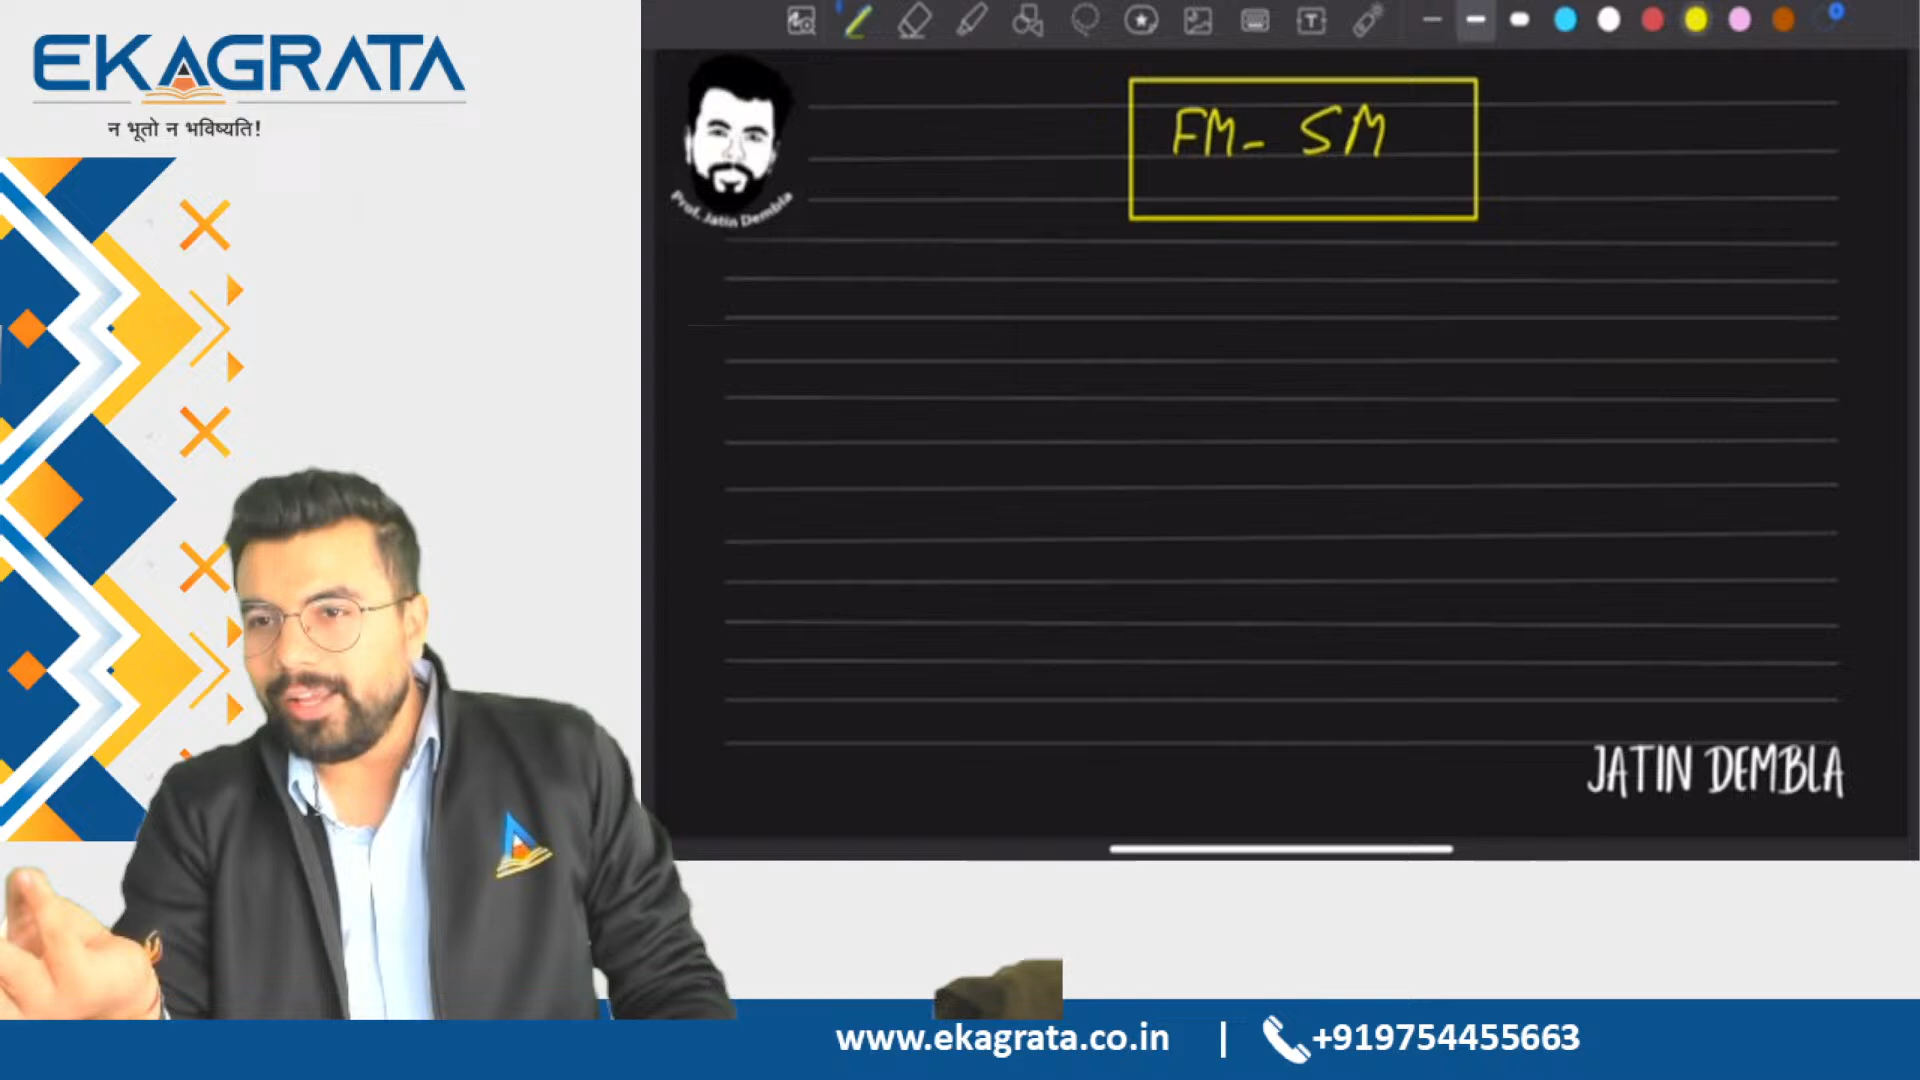 EKAGRATA
न भूतो न भविष्यति!
Prof. Jatin Dembla
FM- SM
JATIN DEMBLA
www.ekagrata.co.in | +919754455663